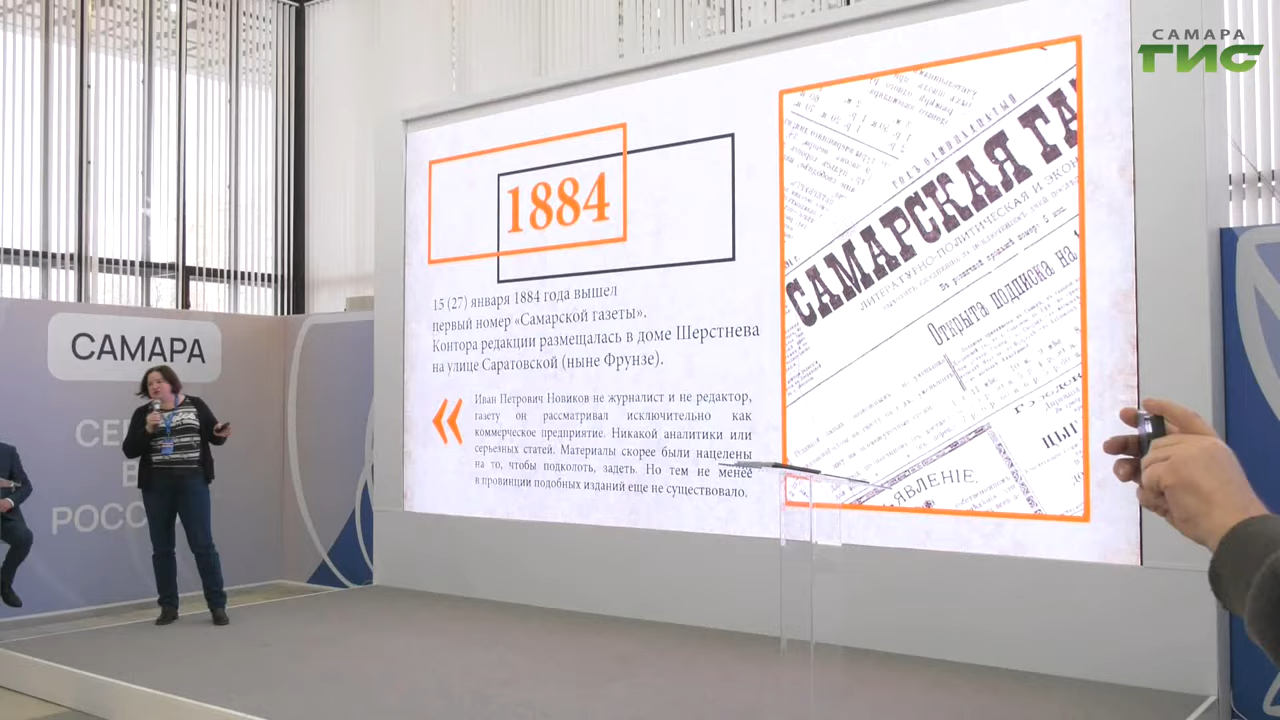 САМАРА
ГИС
1884
15 (27) января 1884 года вышел
первый номер «Самарской газеты».
Контора редакции размещалась в доме Шерстнева
на улице Саратовской (ныне Фрунзе).
Иван Петрович Новиков не журналист и не редактор,
газету он рассматривал исключительно как
коммерческое предприятие. Никакой аналитики или
серьезных статей. Материалы скорее были нацелены
на то, чтобы подколоть, задеть. Но тем не менее
в провинции подобных изданий еще не существовало.
САМАРСКАЯ ГА
ЛИТЕРАТУРНО-ПОЛИТИЧЕСКАЯ И ЭКОН
Открыта подписка на
ЯВЛЕНІЕ.
САМАРА
СЕ
В
РОСС